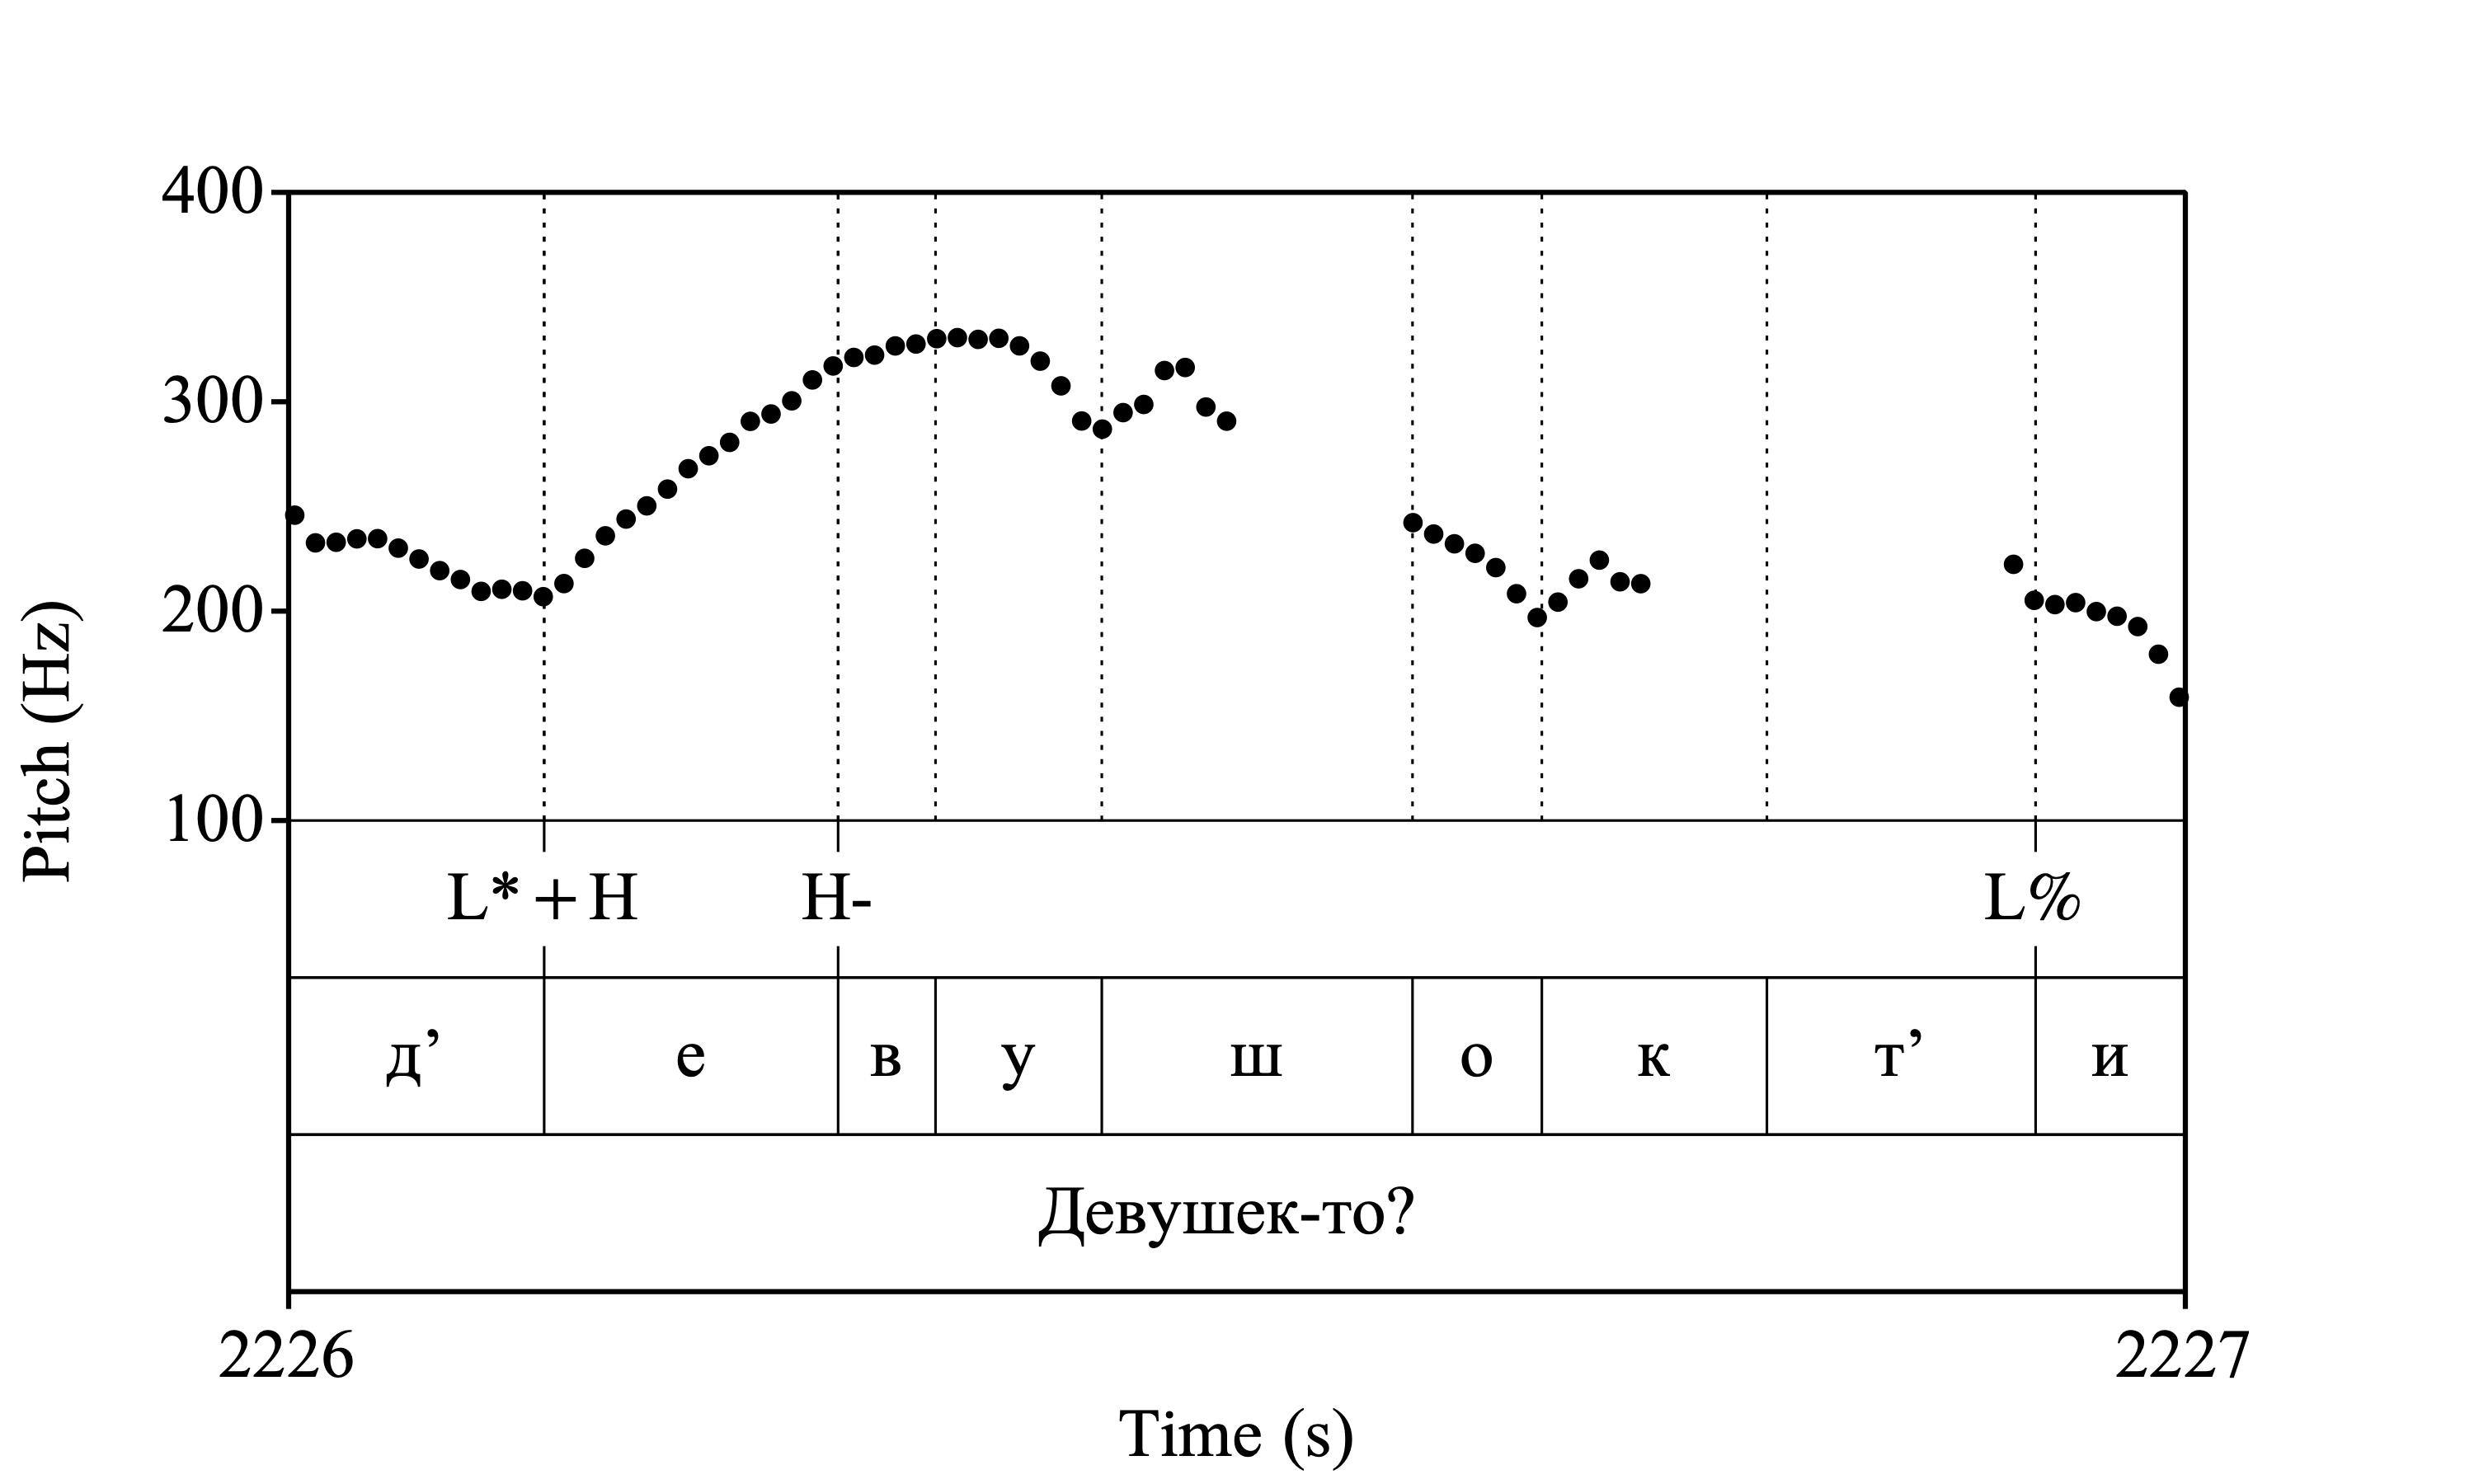 400
300
200
100
Pitch (Hz)
L*+H H- L%
д’ е в у ш о к т’ и
Девушек-то?
2226 2227
Time (s)